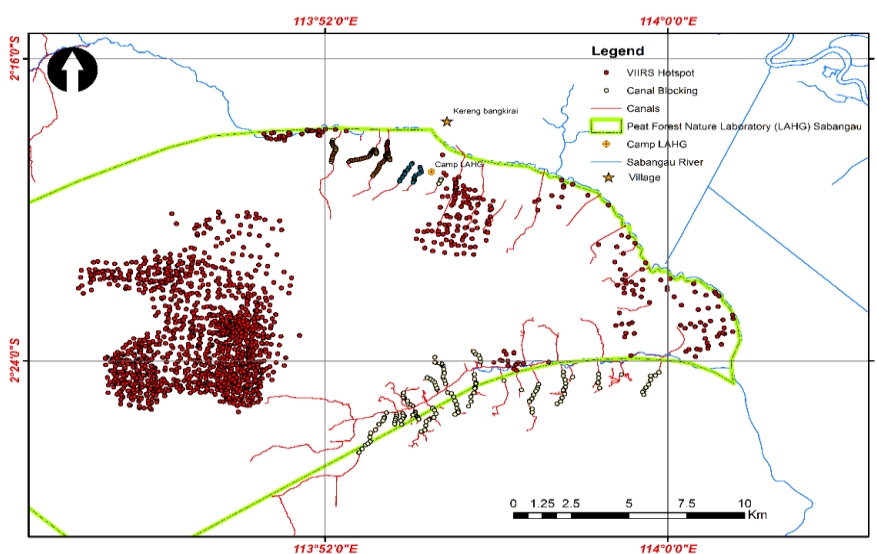 113°52'0"E 114°0'0"E
2°16'0"S
Legend
VIIRS Hotspot
Canal Blocking
Canals
Peat Forest Nature Laboratory (LAHG) Sabangau
Camp LAHG
Sabangau River
Village
Kereng bangkirai
Camp LAHG
2°24'0"S
0 1.25 2.5 5 7.5 10
Km
113°52'0"E 114°0'0"E